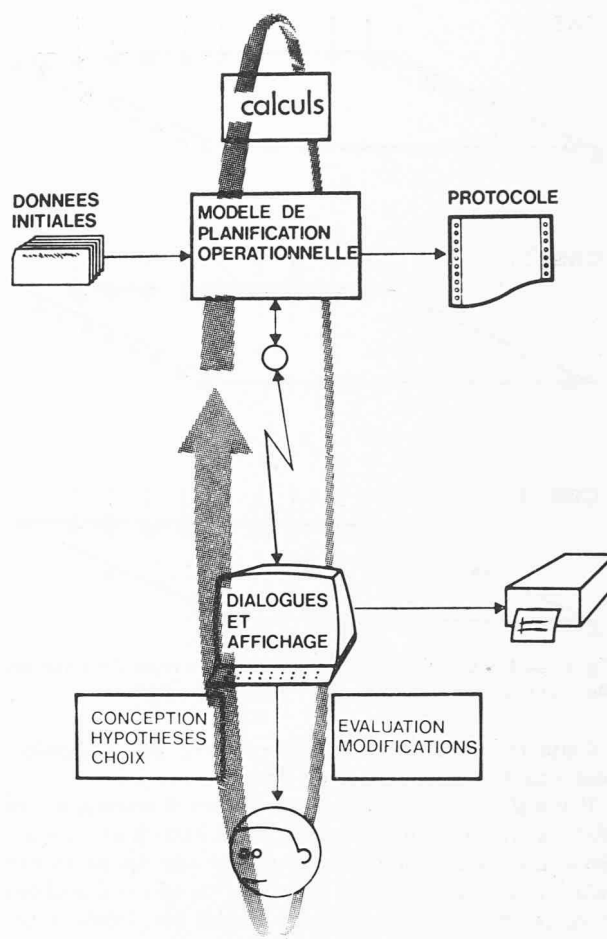 calculs
DONNEES
INITIALES
MODELE DE
PLANIFICATION
OPERATIONNELLE
PROTOCOLE
DIALOGUES
ET
AFFICHAGE
CONCEPTION
HYPOTHESES
CHOIX
EVALUATION
MODIFICATIONS